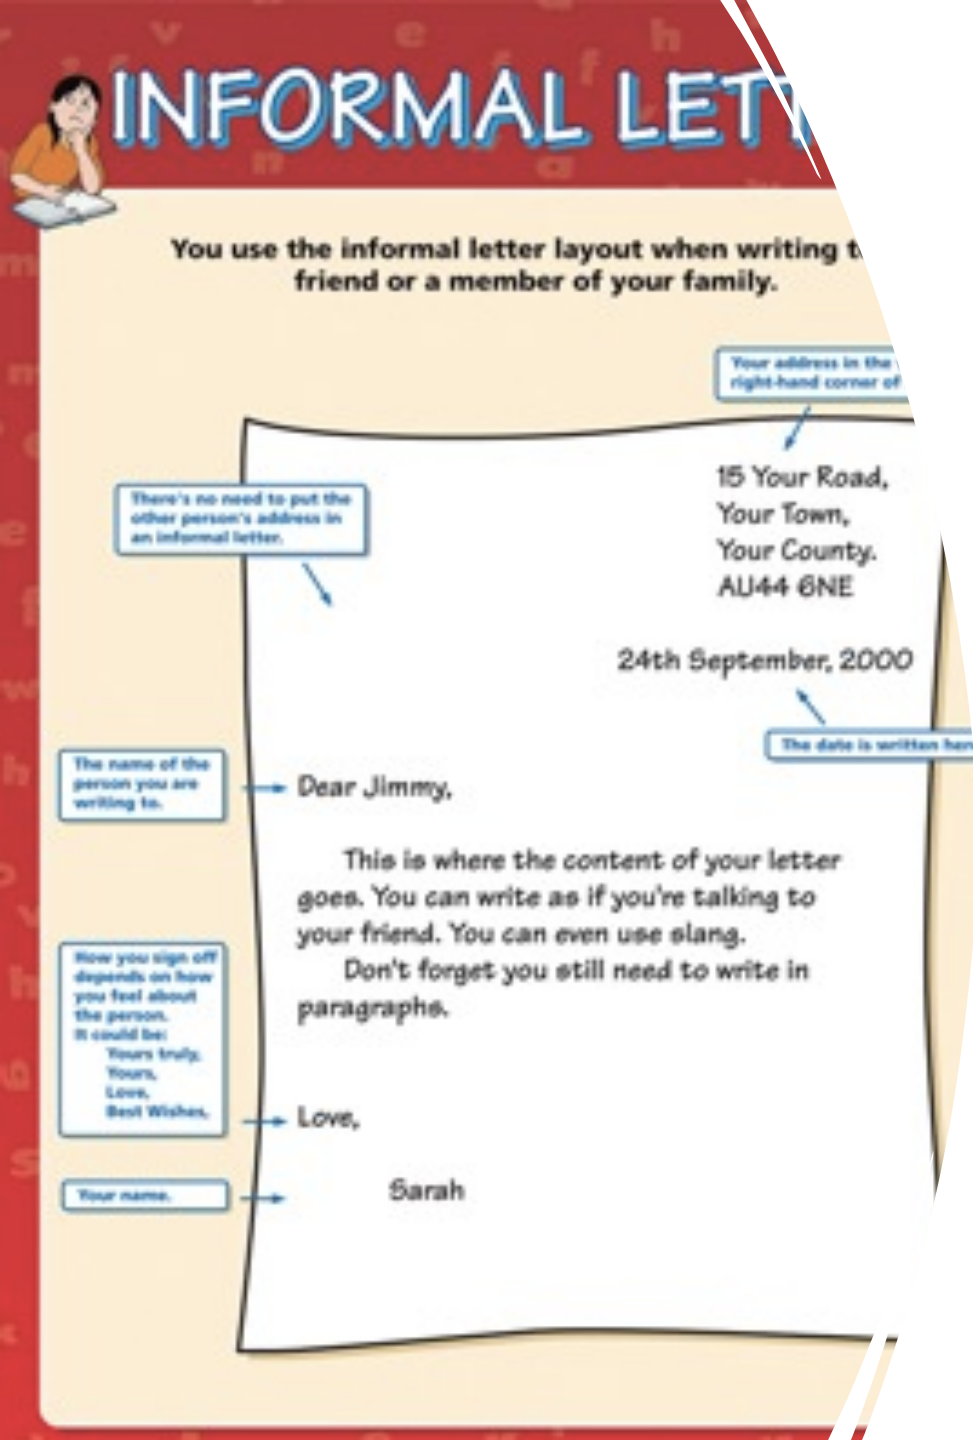 INFORMAL LETT
You use the informal letter layout when writing t
friend or a member of your family.
Your address in the
right-hand corner of
15 Your Road,
Your Town,
Your County.
AU44 6NE
There's no need to put the
other person's address in
an informal letter.
24th September, 2000
The date is written her
The name of the
person you are
writing to.
Dear Jimmy,
This is where the content of your letter
goes. You can write as if you're talking to
your friend. You can even use slang.
Don't forget you still need to write in
paragraphs.
How you sign off
depends on how
you feel about
the person.
It could be:
Yours truly,
Yours,
Love,
Best Wishes,
Love,
Your name.
Sarah